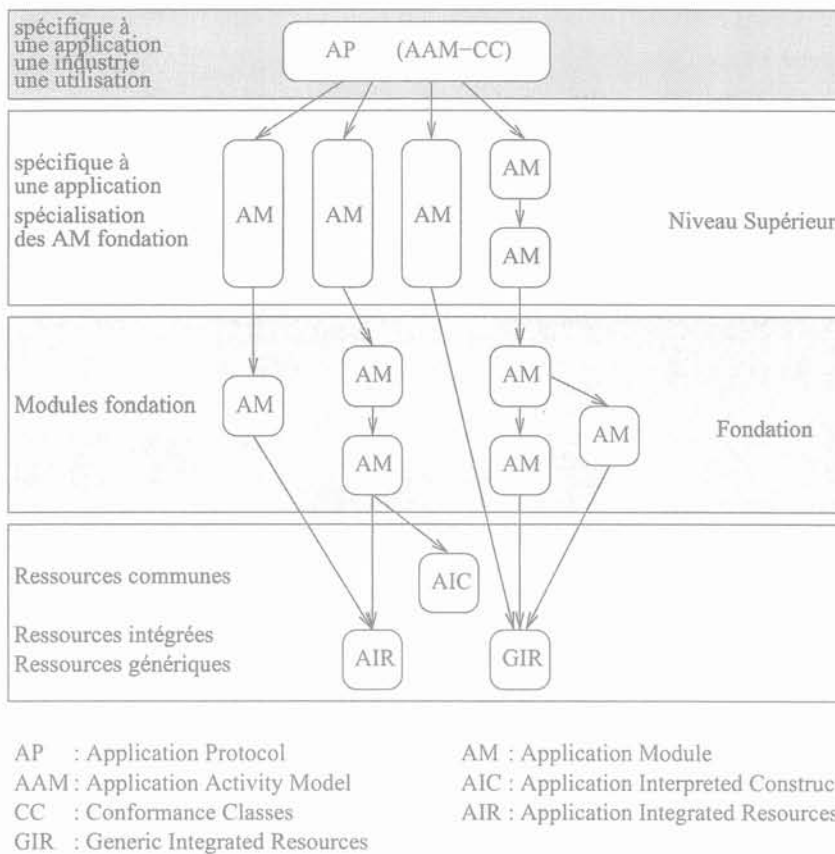 spécifique à
une application
une industrie
une utilisation
AP (AAM-CC)
spécifique à
une application
spécialisation
des AM fondation
AM
AM
AM
AM
AM
Niveau Supérieur
Modules fondation
AM
AM
AM
AM
AM
AM
Fondation
Ressources communes
AIC
Ressources intégrées
Ressources génériques
AIR
GIR
AP : Application Protocol
AM : Application Module
AAM : Application Activity Model
AIC : Application Interpreted Construc
CC : Conformance Classes
AIR : Application Integrated Resources
GIR : Generic Integrated Resources